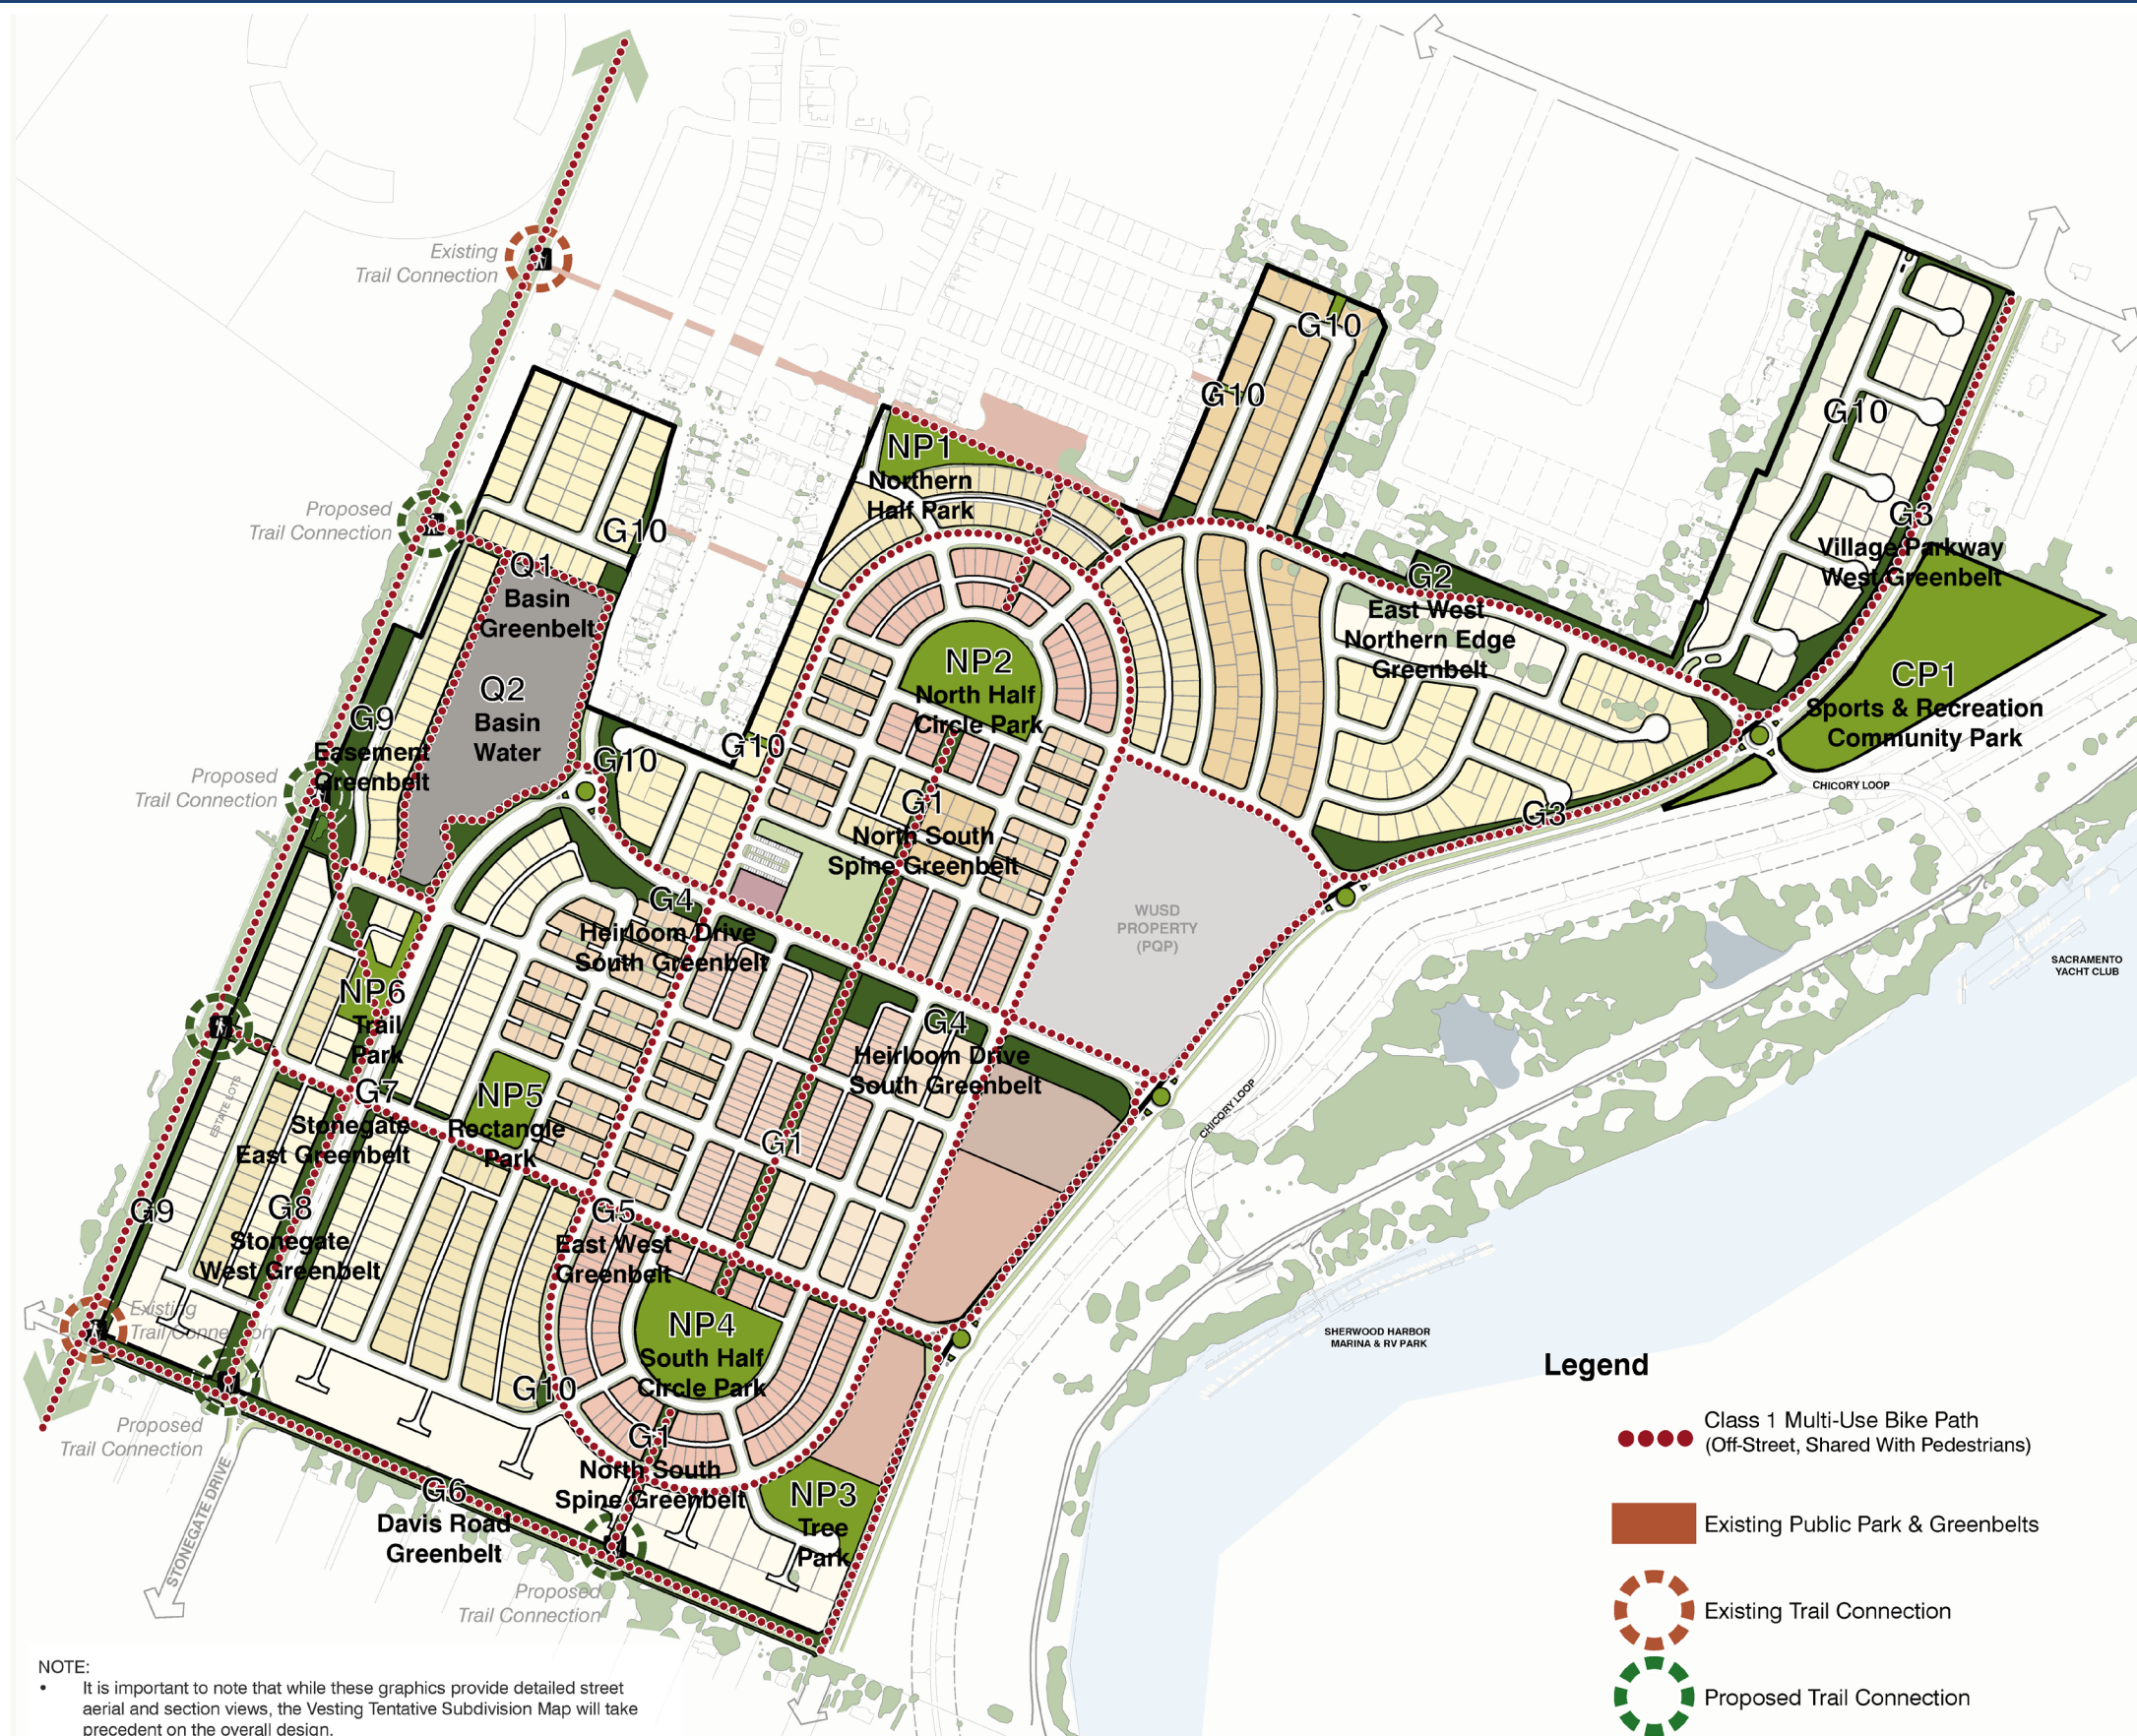 Existing
Trail Connection
G10
G10
G10
NP1
Northern
Half Park
Proposed
Trail Connection
G10
G3
Village Parkway
West Greenbelt
Q1
Basin
Greenbelt
G2
East West
Northern Edge
Greenbelt
NP2
North Half
Circle Park
CP1
Sports & Recreation
Community Park
Q2
Basin
Water
G9
Easement
Greenbelt
G10
G10
Proposed
Trail Connection
CHICORY LOOP
G1
North South
Spine Greenbelt
G3
G4
Heirloom Drive
South Greenbelt
WUSD
PROPERTY
(PQP)
SACRAMENTO
YACHT CLUB
NP6
Trail
Park
G4
Heirloom Drive
South Greenbelt
ESTATE LOTS
G7
Stonegate
East Greenbelt
NP5
Rectangle
Park
CHICORY LOOP
G1
G9
G8
Stonegate
West Greenbelt
G5
East West
Greenbelt
Existing
Trail Connection
NP4
South Half
Circle Park
SHERWOOD HARBOR
MARINA & RV PARK
G10
Proposed
Trail Connection
G1
North South
Spine Greenbelt
NP3
Tree
Park
STONEGATE DRIVE
G6
Davis Road
Greenbelt
Proposed
Trail Connection
Legend
Class 1 Multi-Use Bike Path
(Off-Street, Shared With Pedestrians)
Existing Public Park & Greenbelts
Existing Trail Connection
Proposed Trail Connection
NOTE:
• It is important to note that while these graphics provide detailed street
aerial and section views, the Vesting Tentative Subdivision Map will take
precedent on the overall design.